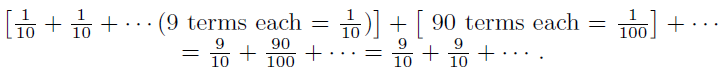 [1/10 + 1/10 + ··· (9 terms each = 1/10)] + [ 90 terms each = 1/100] + ···
= 9/10 + 90/100 + ··· = 9/10 + 9/10 + ··· .